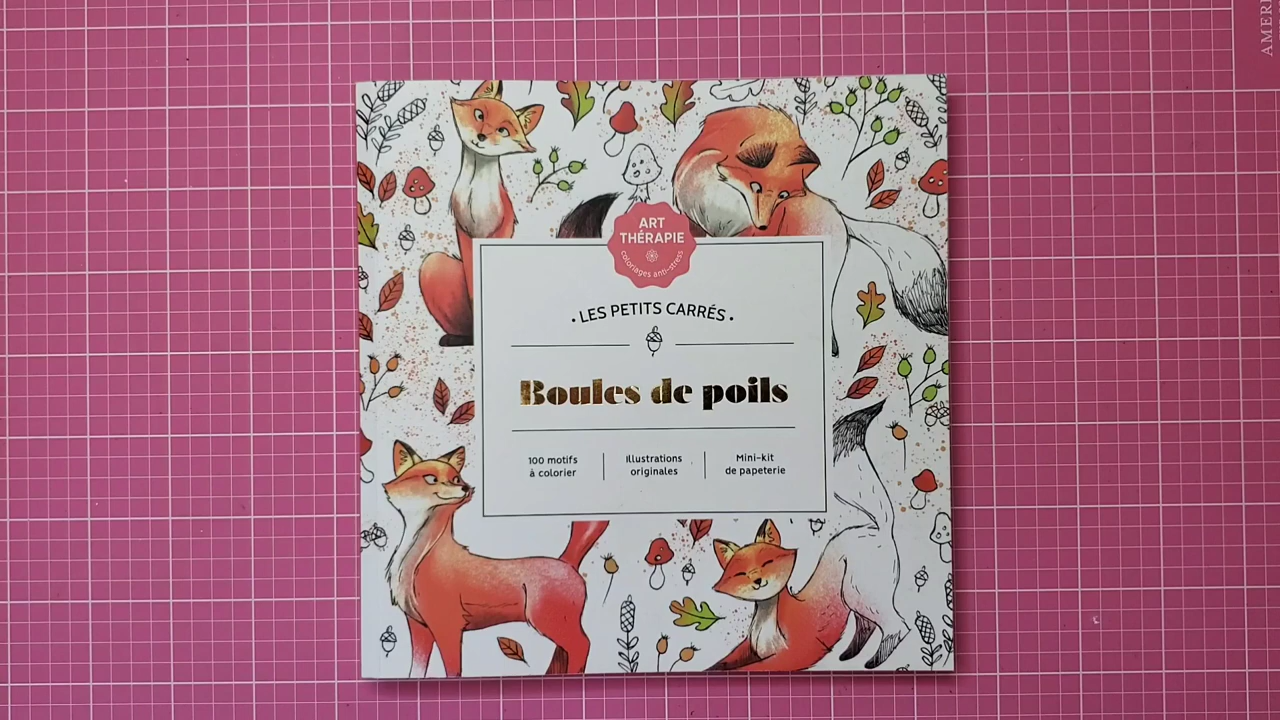 AMERI
ART
THÉRAPIE
coloriages anti-stress
• LES PETITS CARRÉS •
Boules de poils
100 motifs
à colorier
Illustrations
originales
Mini-kit
de papeterie